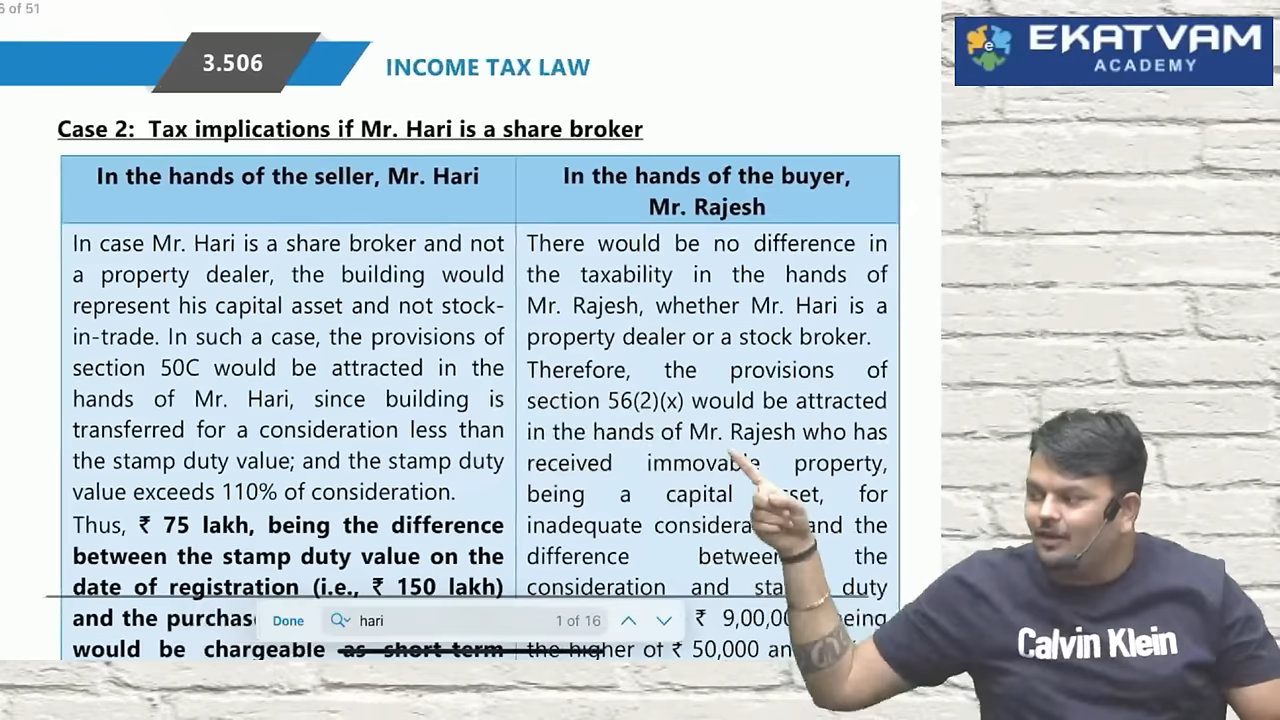 6 of 51
3.506
INCOME TAX LAW
EKATVAM
ACADEMY
Case 2: Tax implications if Mr. Hari is a share broker
In the hands of the seller, Mr. Hari
In case Mr. Hari is a share broker and not
a property dealer, the building would
represent his capital asset and not stock-
in-trade. In such a case, the provisions of
section 50C would be attracted in the
hands of Mr. Hari, since building is
transferred for a consideration less than
the stamp duty value; and the stamp duty
value exceeds 110% of consideration.
Thus, ₹ 75 lakh, being the difference
between the stamp duty value on the
date of registration (i.e., ₹ 150 lakh)
and the
would be chargeable as short term
In the hands of the buyer,
Mr. Rajesh
There would be no difference in
the taxability in the hands of
Mr. Rajesh, whether Mr. Hari is a
property dealer or a stock broker.
Therefore, the provisions of
section 56(2)(x) would be attracted
in the hands of Mr. Rajesh who has
received immovable property,
being a capital for
inadequate and the
difference between the
consideration and duty
₹
the higher of ₹ 50,000
Done
hari
1 of 16
Calvin Klein